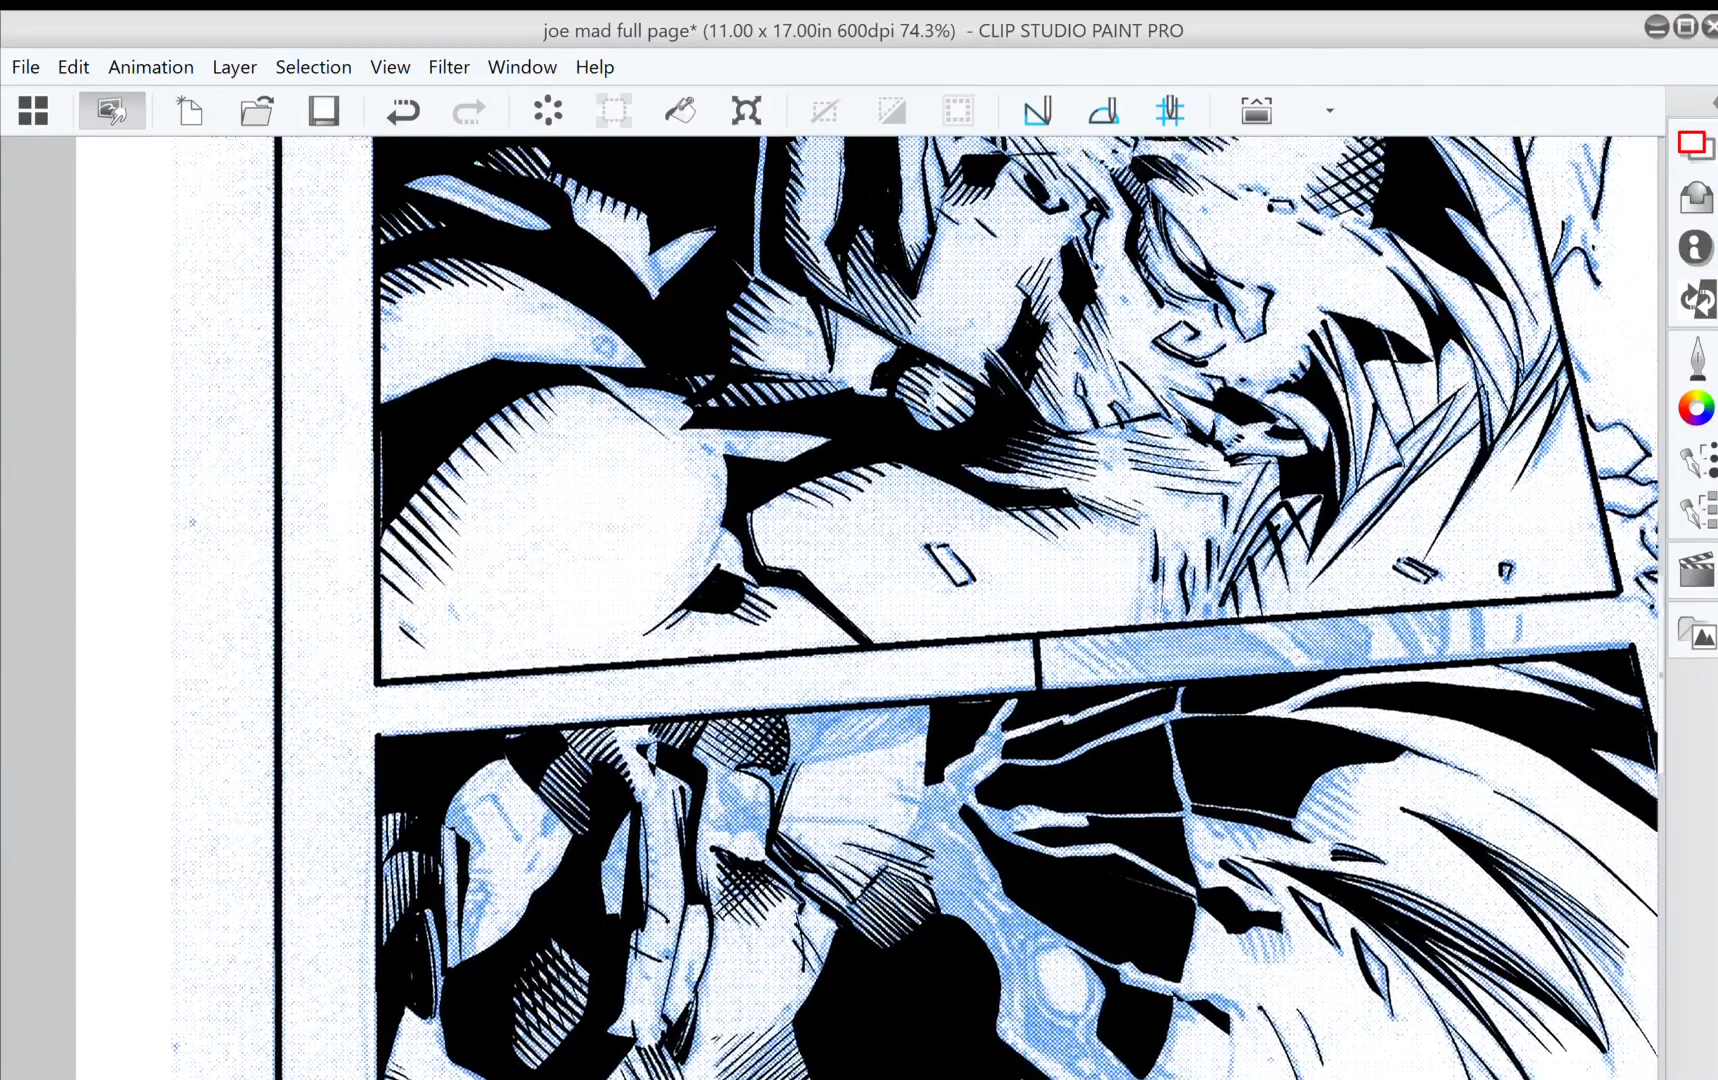 joe mad full page* (11.00 x 17.00in 600dpi 74.3%)  - CLIP STUDIO PAINT PRO
File Edit Animation Layer Selection View Filter Window Help